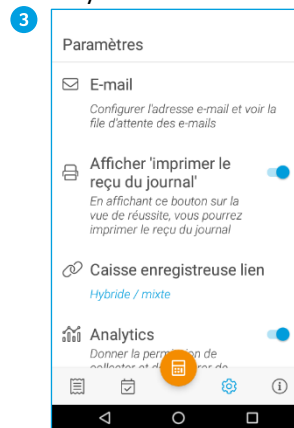 3
Paramètres
E-mail
Configurer l'adresse e-mail et voir la
file d'attente des e-mails
Afficher 'imprimer le
reçu du journal'
En affichant ce bouton sur la
vue de réussite, vous pourrez
imprimer le reçu du journal
Caisse enregistreuse lien
Hybride / mixte
Analytics
Donner la de